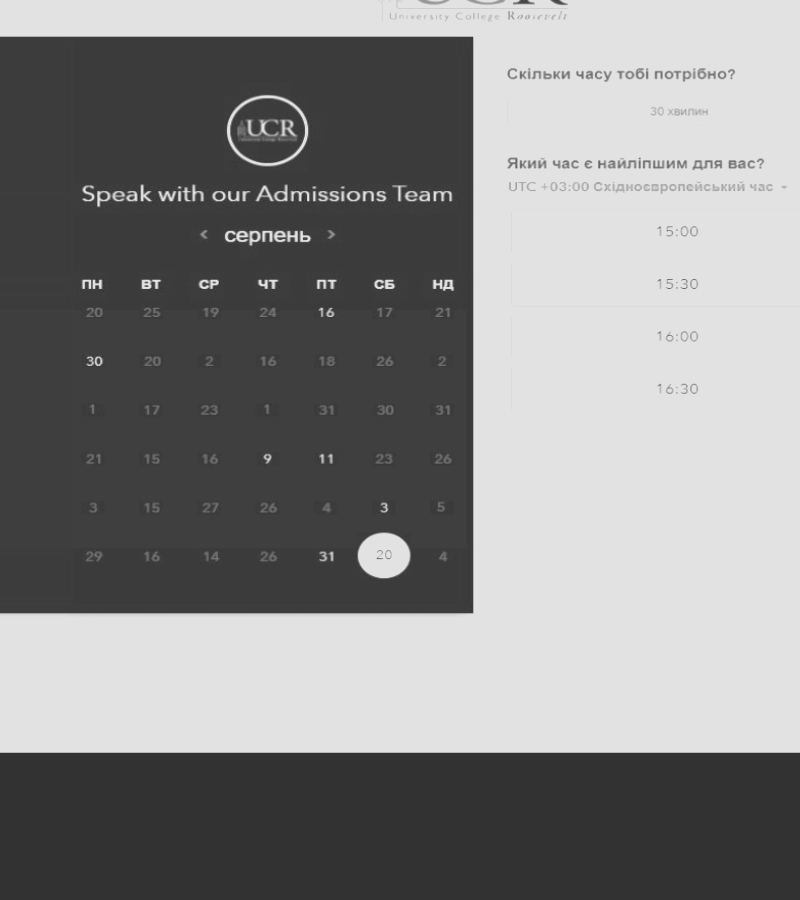 UCR
University College Roosevelt
UCR
Speak with our Admissions Team
< серпень >
ПН ВТ СР ЧТ ПТ СБ НД
20 25 19 24 16 17 21
30 20 2 16 18 26 2
1 17 23 1 31 30 31
21 15 16 9 11 23 26
3 15 27 26 4 3 5
29 16 14 26 31 20 4
Скільки часу тобі потрібно?
30 хвилин
Який час є найліпшим для вас?
UTC +03:00 Східноєвропейський час
15:00
15:30
16:00
16:30